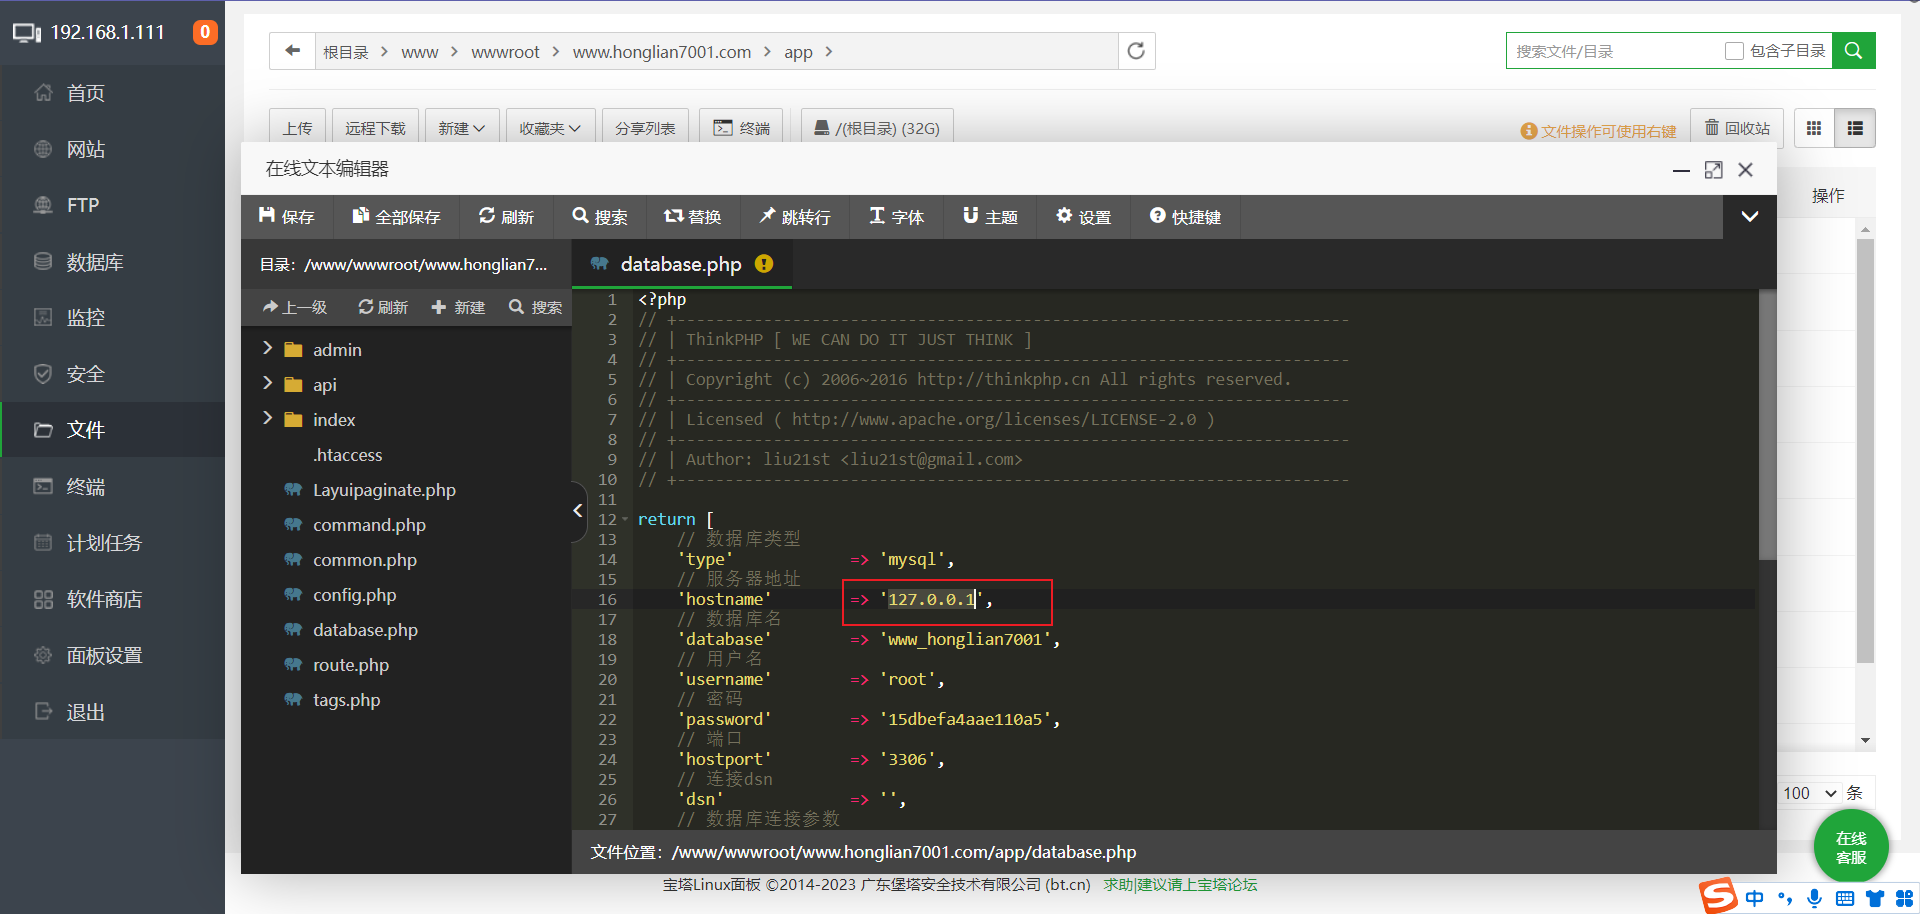 192.168.1.111 0
首页
网站
FTP
数据库
监控
安全
文件
终端
计划任务
软件商店
面板设置
退出
根目录 www wwwroot www.honglian7001.com app
搜索文件/目录 包含子目录
上传 远程下载 新建 收藏夹 分享列表 终端 /(根目录) (32G) 文件操作可使用右键 回收站
操作
在线文本编辑器
保存 全部保存 刷新 搜索 替换 跳转行 字体 主题 设置 快捷键
目录：/www/wwwroot/www.honglian7...
上一级 刷新 新建 搜索
admin
api
index
.htaccess
Layuipaginate.php
command.php
common.php
config.php
database.php
route.php
tags.php
database.php
1 <?php
2 // +----------------------------------------------------------------------
3 // | ThinkPHP [ WE CAN DO IT JUST THINK ]
4 // +----------------------------------------------------------------------
5 // | Copyright (c) 2006~2016 http://thinkphp.cn All rights reserved.
6 // +----------------------------------------------------------------------
7 // | Licensed ( http://www.apache.org/licenses/LICENSE-2.0 )
8 // +----------------------------------------------------------------------
9 // | Author: liu21st <liu21st@gmail.com>
10 // +----------------------------------------------------------------------
11
12 return [
13 // 数据库类型
14 'type' => 'mysql',
15 // 服务器地址
16 'hostname' => '127.0.0.1',
17 // 数据库名
18 'database' => 'www_honglian7001',
19 // 用户名
20 'username' => 'root',
21 // 密码
22 'password' => '15dbefa4aae110a5',
23 // 端口
24 'hostport' => '3306',
25 // 连接dsn
26 'dsn' => '',
27 // 数据库连接参数
文件位置：/www/wwwroot/www.honglian7001.com/app/database.php
100 条
在线
客服
宝塔Linux面板 ©2014-2023 广东堡塔安全技术有限公司 (bt.cn) 求助|建议请上宝塔论坛
中